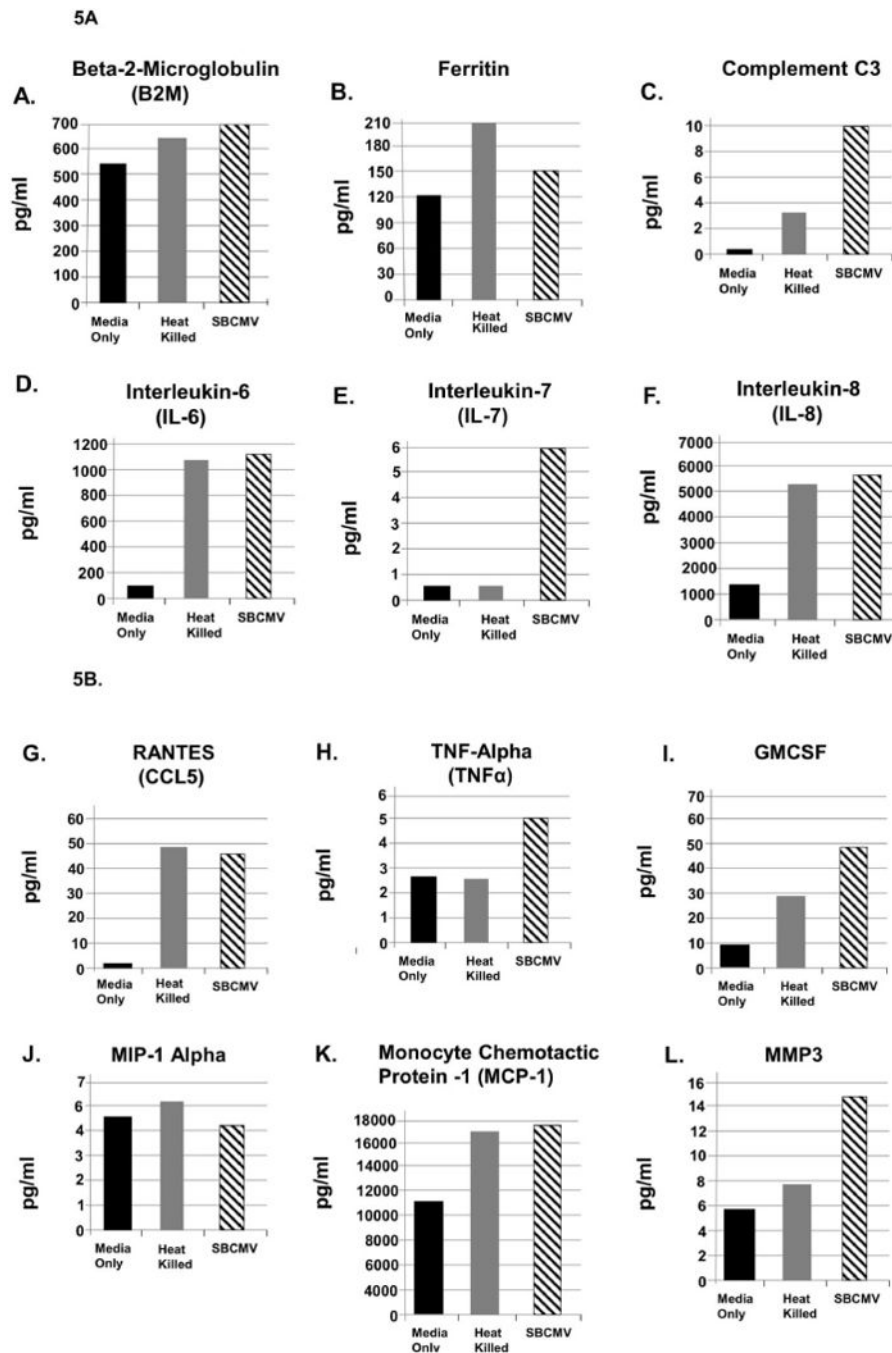 5A
A.
Beta-2-Microglobulin
(B2M)
pg/ml
700
600
500
400
300
200
100
0
Media
Only
Heat
Killed
SBCMV
B.
Ferritin
pg/ml
210
180
150
120
90
60
30
0
Media
Only
Heat
Killed
SBCMV
C.
Complement C3
pg/ml
10
8
6
4
2
0
Media
Only
Heat
Killed
SBCMV
D.
Interleukin-6
(IL-6)
pg/ml
1200
1000
800
600
400
200
0
Media
Only
Heat
Killed
SBCMV
E.
Interleukin-7
(IL-7)
pg/ml
6
5
4
3
2
1
0
Media
Only
Heat
Killed
SBCMV
F.
Interleukin-8
(IL-8)
pg/ml
7000
6000
5000
4000
3000
2000
1000
0
Media
Only
Heat
Killed
SBCMV
5B.
G.
RANTES
(CCL5)
pg/ml
60
50
40
30
20
10
0
Media
Only
Heat
Killed
SBCMV
H.
TNF-Alpha
(TNFα)
pg/ml
6
5
4
3
2
1
0
Media
Only
Heat
Killed
SBCMV
I.
GMCSF
pg/ml
70
60
50
40
30
20
10
0
Media
Only
Heat
Killed
SBCMV
J.
MIP-1 Alpha
pg/ml
7
6
5
4
3
2
1
0
Media
Only
Heat
Killed
SBCMV
K.
Monocyte Chemotactic
Protein -1 (MCP-1)
pg/ml
18000
16000
14000
12000
10000
8000
6000
4000
0
Media
Only
Heat
Killed
SBCMV
L.
MMP3
pg/ml
16
14
12
10
8
6
4
2
0
Media
Only
Heat
Killed
SBCMV